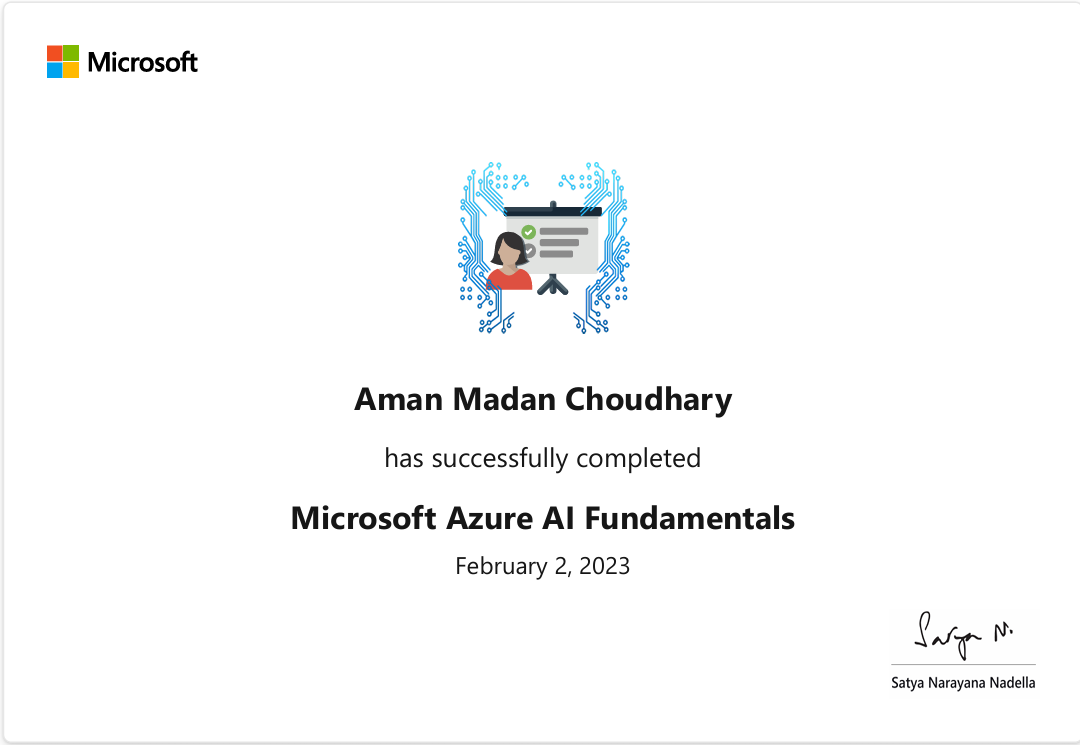 Microsoft
Aman Madan Choudhary
has successfully completed
Microsoft Azure AI Fundamentals
February 2, 2023
Satya N.
Satya Narayana Nadella